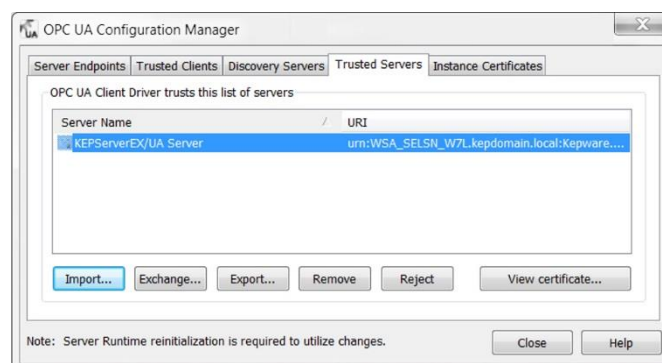 OPC UA Configuration Manager
Server Endpoints Trusted Clients Discovery Servers Trusted Servers Instance Certificates
OPC UA Client Driver trusts this list of servers
Server Name URI
KEPServerEX/UA Server urn:WSA_SELSN_W7L.kepdomain.local:Kepware....
Import... Exchange... Export... Remove Reject View certificate...
Note: Server Runtime reinitialization is required to utilize changes. Close Help